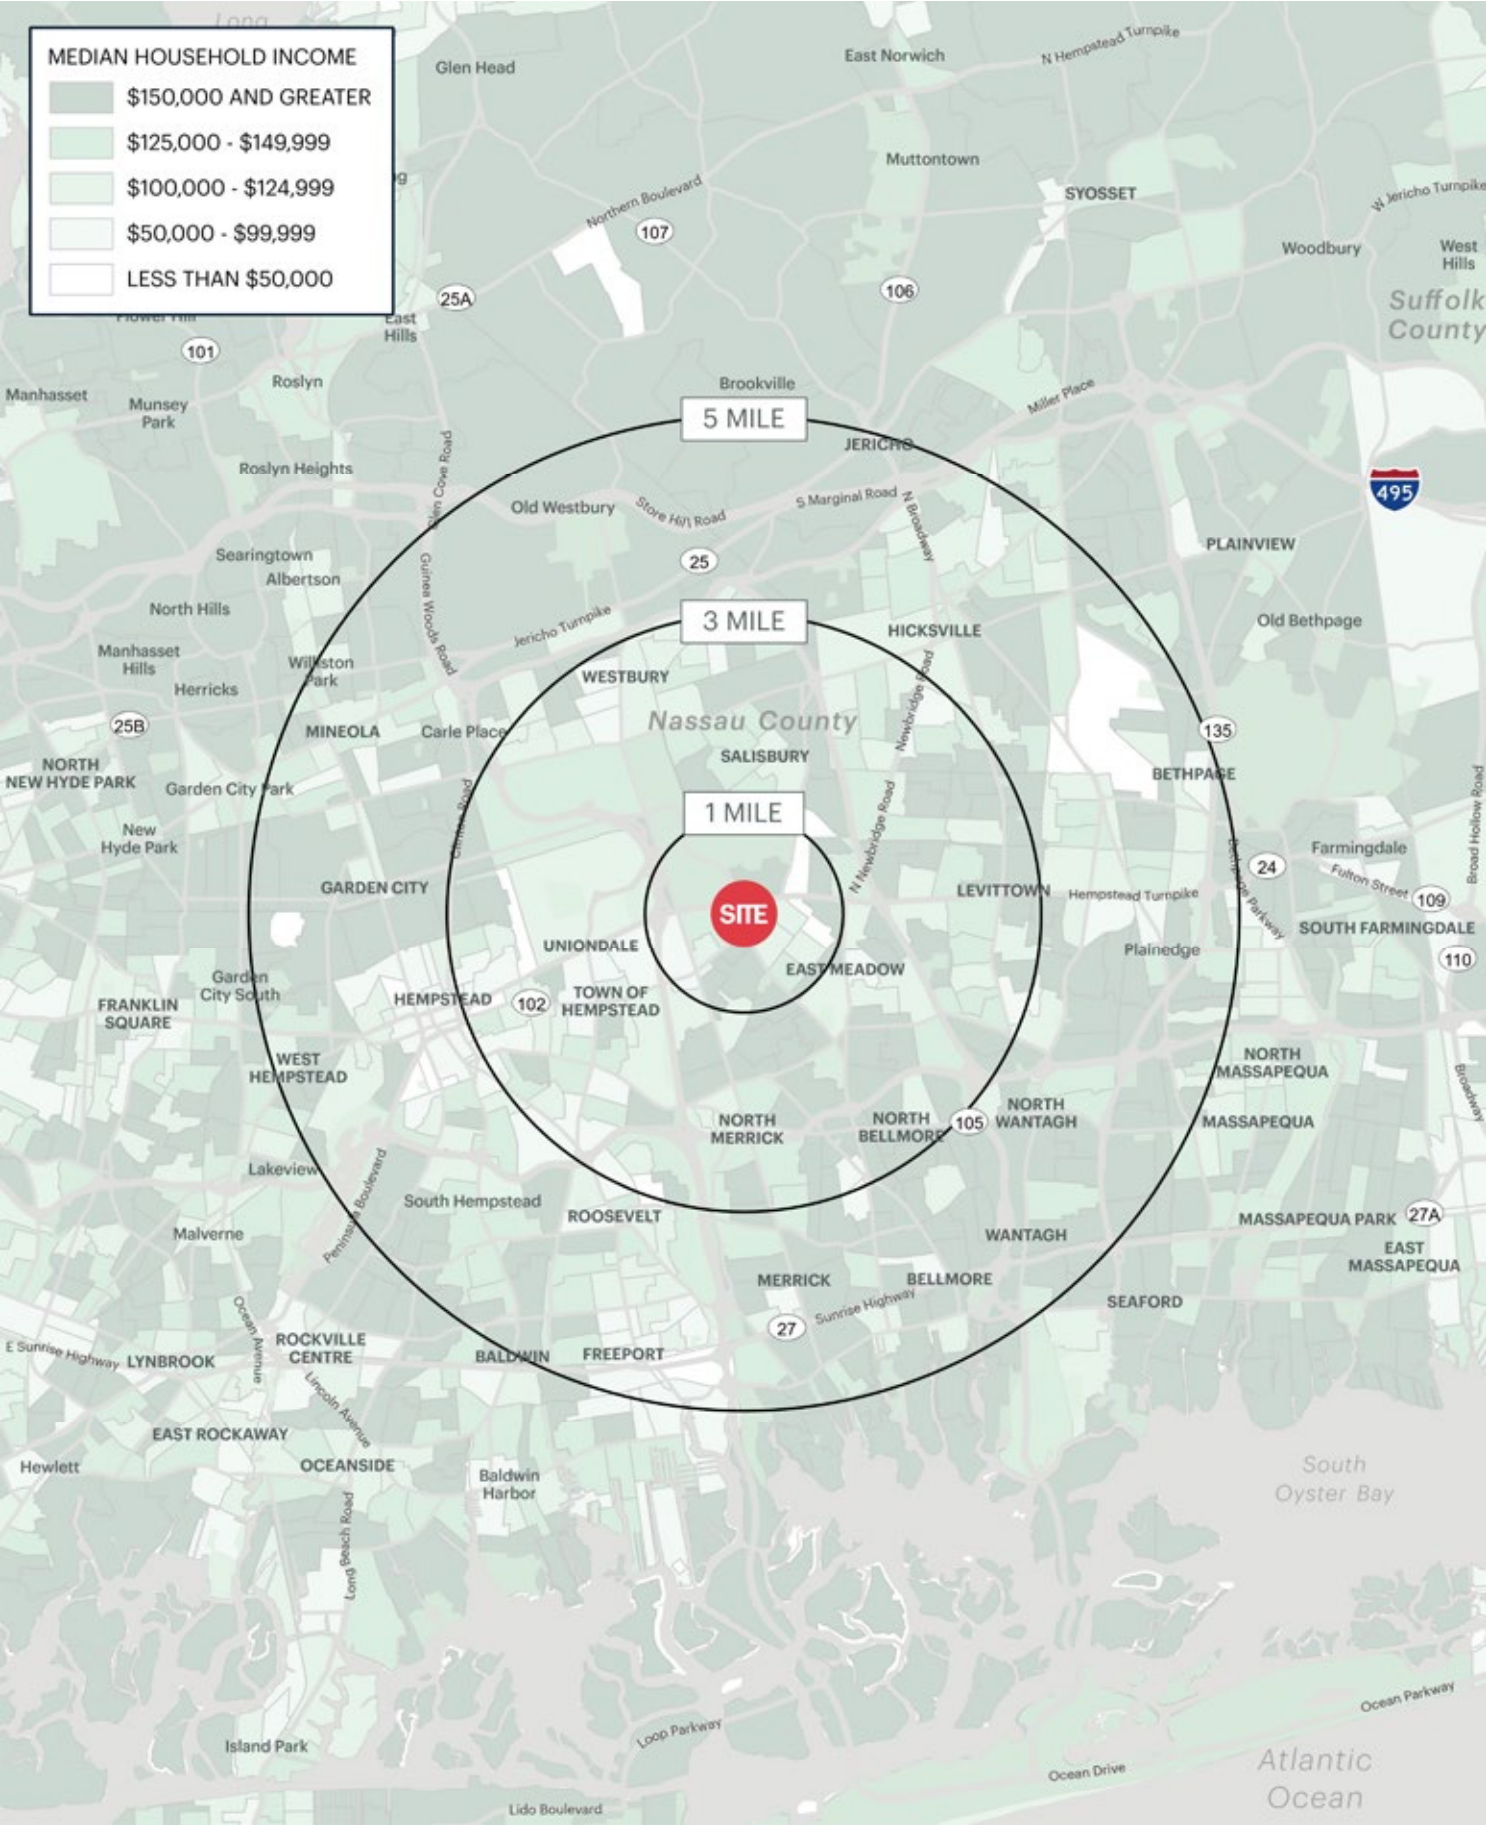 Long
MEDIAN HOUSEHOLD INCOME
$150,000 AND GREATER
$125,000 - $149,999
$100,000 - $124,999
$50,000 - $99,999
LESS THAN $50,000
Glen Head
East Norwich
N Hempstead Turnpike
Muttontown
SYOSSET
W Jericho Turnpike
Northern Boulevard
107
Woodbury
West
Hills
25A
106
Suffolk
County
Flower Hill
East
Hills
101
Roslyn
Manhasset
Munsey
Park
Brookville
Miller Place
5 MILE
JERICHO
Roslyn Heights
Glen Cove Road
Old Westbury
Store Hill Road
S Marginal Road
N Broadway
495
Searingtown
Albertson
25
PLAINVIEW
Guinea Woods Road
North Hills
Jericho Turnpike
3 MILE
HICKSVILLE
Old Bethpage
Manhasset
Hills
Williston
Park
Herricks
WESTBURY
Newbridge Road
25B
MINEOLA
Carle Place
Nassau County
135
SALISBURY
NORTH
NEW HYDE PARK
Garden City Park
BETHPAGE
1 MILE
Clinton Road
N Newbridge Road
Broad Hollow Road
New
Hyde Park
Farmingdale
24
Fulton Street
109
Bethpage Parkway
GARDEN CITY
SITE
LEVITTOWN
Hempstead Turnpike
SOUTH FARMINGDALE
UNIONDALE
Plainedge
110
EAST MEADOW
Garden
City South
HEMPSTEAD
102
TOWN OF
HEMPSTEAD
FRANKLIN
SQUARE
WEST
HEMPSTEAD
NORTH
MASSAPEQUA
Broadway
NORTH
MERRICK
NORTH
BELLMORE
105
NORTH
WANTAGH
MASSAPEQUA
Lakeview
Peninsula Boulevard
South Hempstead
ROOSEVELT
MASSAPEQUA PARK
27A
Malverne
WANTAGH
EAST
MASSAPEQUA
MERRICK
BELLMORE
SEAFORD
Sunrise Highway
27
Ocean Avenue
E Sunrise Highway
LYNBROOK
ROCKVILLE
CENTRE
BALDWIN
FREEPORT
Lincoln Avenue
EAST ROCKAWAY
Hewlett
OCEANSIDE
Baldwin
Harbor
South
Oyster Bay
Long Beach Road
Island Park
Loop Parkway
Ocean Parkway
Ocean Drive
Atlantic
Ocean
Lido Boulevard